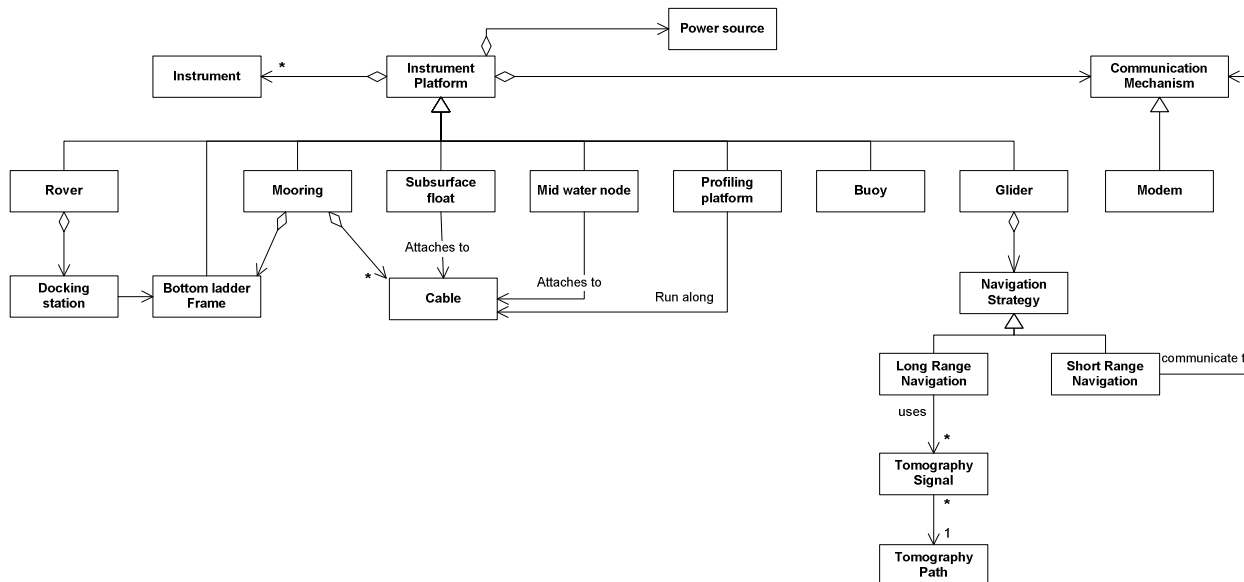 Power source
*
Instrument
Instrument
Platform
Communication
Mechanism
Rover
Mooring
Subsurface
float
Mid water node
Profiling
platform
Buoy
Glider
Modem
Attaches to
*
Attaches to
Run along
Docking
station
Bottom ladder
Frame
Cable
Navigation
Strategy
Long Range
Navigation
Short Range
Navigation
communicate t
uses
*
Tomography
Signal
*
1
Tomography
Path